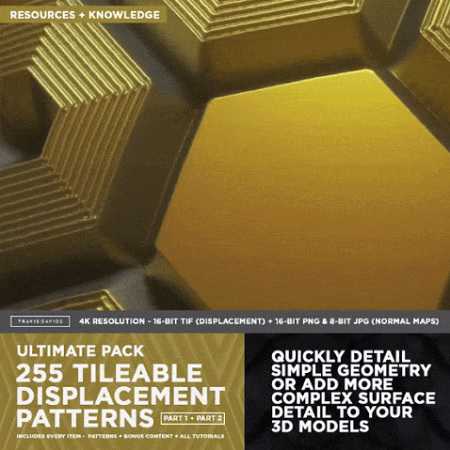 RESOURCES + KNOWLEDGE
TRAVIS DAVIDS
4K RESOLUTION - 16-BIT TIF (DISPLACEMENT) + 16-BIT PNG & 8-BIT JPG (NORMAL MAPS)
ULTIMATE PACK
255 TILEABLE
DISPLACEMENT
PATTERNS
PART 1 + PART 2
INCLUDES EVERY ITEM - PATTERNS + BONUS CONTENT + ALL TUTORIALS
QUICKLY DETAIL
SIMPLE GEOMETRY
OR ADD MORE
COMPLEX SURFACE
DETAIL TO YOUR
3D MODELS